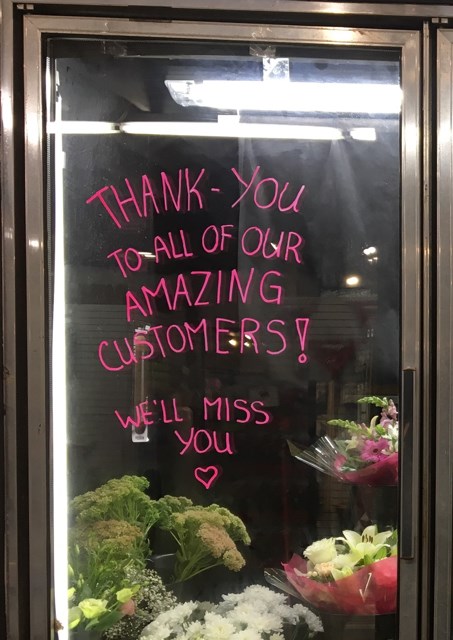 THANK-YOU
TO ALL OF OUR
AMAZING
CUSTOMERS!
WE'LL MISS
YOU
♡